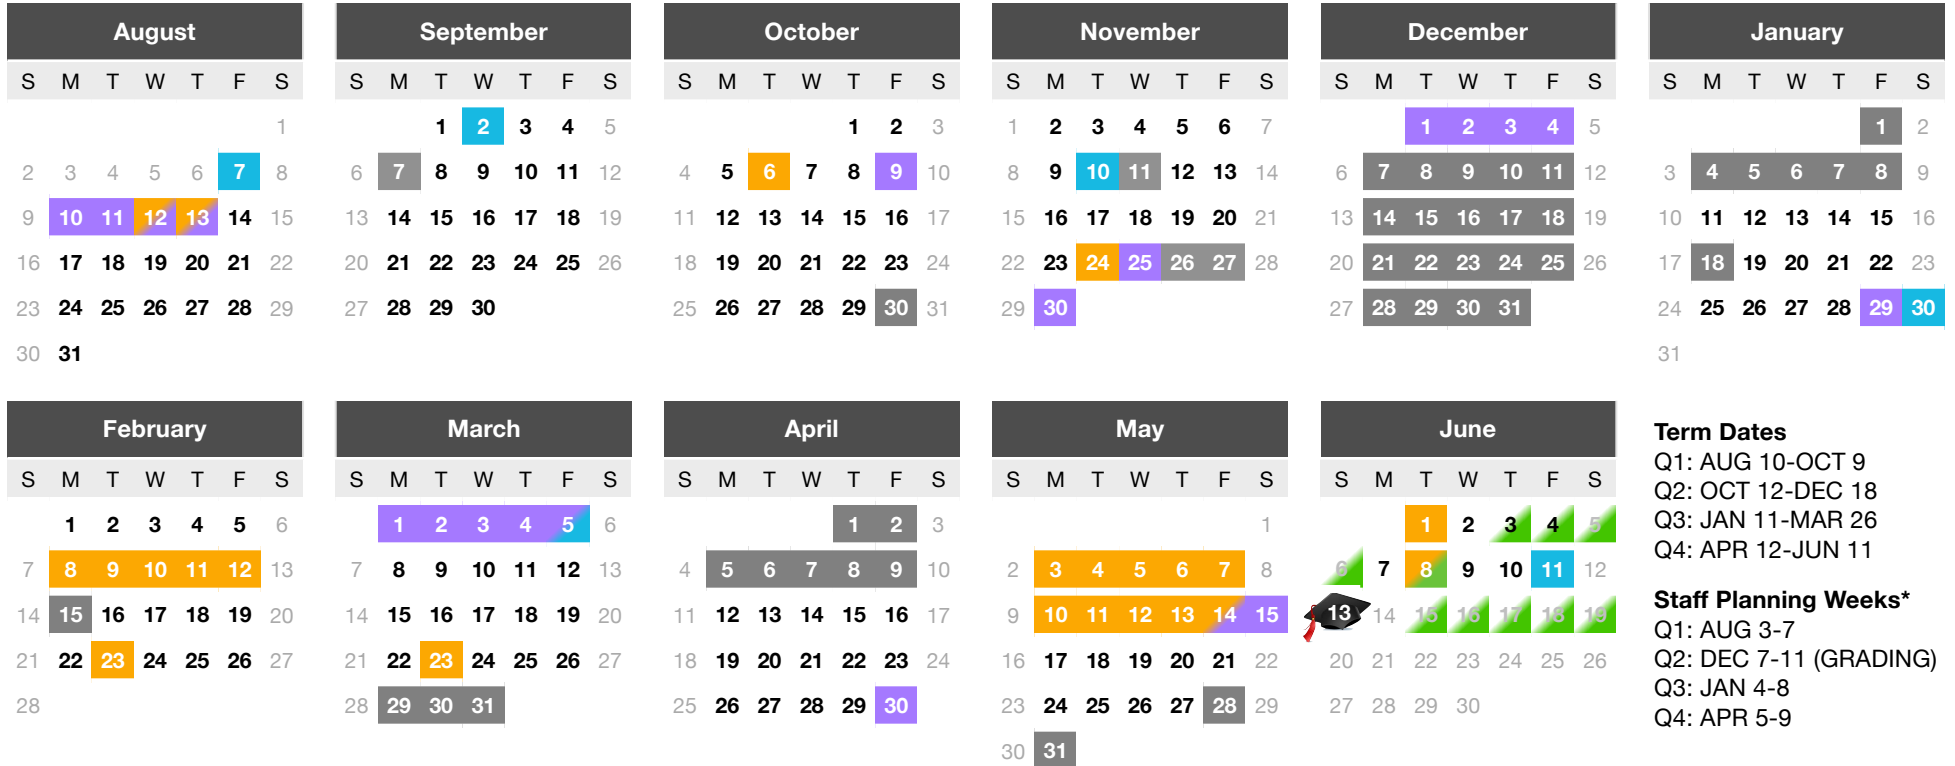 August
S M T W T F S
1
2 3 4 5 6 7 8
9 10 11 12 13 14 15
16 17 18 19 20 21 22
23 24 25 26 27 28 29
30 31
September
S M T W T F S
1 2 3 4 5
6 7 8 9 10 11 12
13 14 15 16 17 18 19
20 21 22 23 24 25 26
27 28 29 30
October
S M T W T F S
1 2 3
4 5 6 7 8 9 10
11 12 13 14 15 16 17
18 19 20 21 22 23 24
25 26 27 28 29 30 31
November
S M T W T F S
1 2 3 4 5 6 7
8 9 10 11 12 13 14
15 16 17 18 19 20 21
22 23 24 25 26 27 28
29 30
December
S M T W T F S
1 2 3 4 5
6 7 8 9 10 11 12
13 14 15 16 17 18 19
20 21 22 23 24 25 26
27 28 29 30 31
January
S M T W T F S
1 2
3 4 5 6 7 8 9
10 11 12 13 14 15 16
17 18 19 20 21 22 23
24 25 26 27 28 29 30
31
February
S M T W T F S
1 2 3 4 5 6
7 8 9 10 11 12 13
14 15 16 17 18 19 20
21 22 23 24 25 26 27
28
March
S M T W T F S
1 2 3 4 5 6
7 8 9 10 11 12 13
14 15 16 17 18 19 20
21 22 23 24 25 26 27
28 29 30 31
April
S M T W T F S
1 2 3
4 5 6 7 8 9 10
11 12 13 14 15 16 17
18 19 20 21 22 23 24
25 26 27 28 29 30
May
S M T W T F S
1
2 3 4 5 6 7 8
9 10 11 12 13 14 15
16 17 18 19 20 21 22
23 24 25 26 27 28 29
30 31
June
S M T W T F S
1 2 3 4 5
6 7 8 9 10 11 12
13 14 15 16 17 18 19
20 21 22 23 24 25 26
27 28 29 30
Term Dates
Q1: AUG 10-OCT 9
Q2: OCT 12-DEC 18
Q3: JAN 11-MAR 26
Q4: APR 12-JUN 11
Staff Planning Weeks*
Q1: AUG 3-7
Q2: DEC 7-11 (GRADING)
Q3: JAN 4-8
Q4: APR 5-9